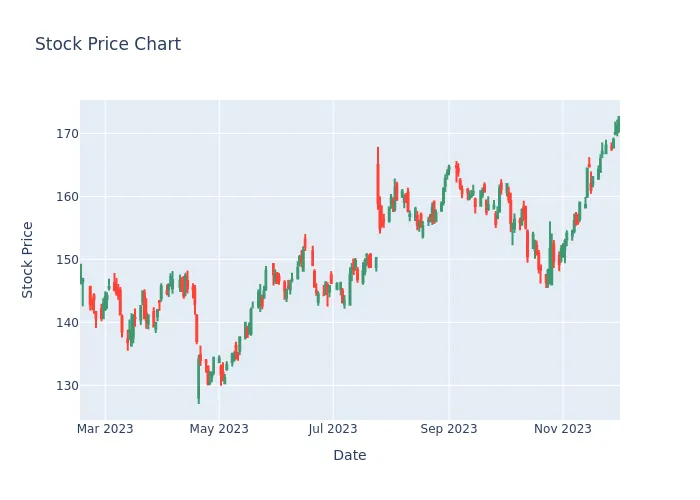 Stock Price Chart
Stock Price
170
160
150
140
130
Mar 2023
May 2023
Jul 2023
Sep 2023
Nov 2023
Date